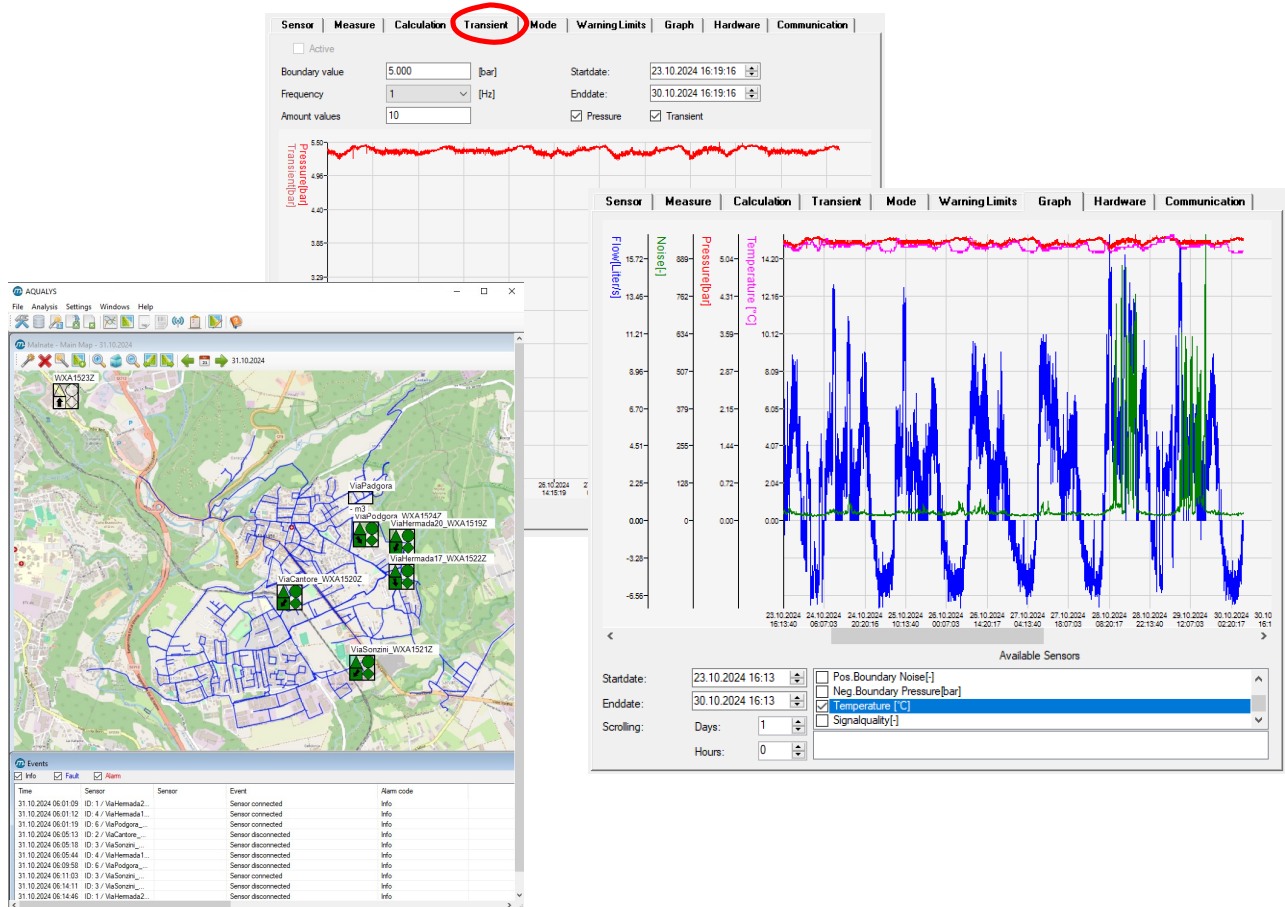 Sensor Measure Calculation Transient Mode Warning Limits Graph Hardware Communication
Active
Boundary value 5.000 [bar] Startdate: 23.10.2024 16:19:16
Frequency 1 [Hz] Enddate: 30.10.2024 16:19:16
Amount values 10 Pressure Transient
Pressure[bar]
Transient[bar]
5.50
4.95
4.40
3.85
3.29
26.10.2024
14:15:19
Sensor Measure Calculation Transient Mode Warning Limits Graph Hardware Communication
Flow[Liter/s] Noise[-] Pressure[bar] Temperature [°C]
15.72 889 5.04 14.20
13.46 762 4.31 12.16
11.21 634 3.59 10.12
8.96 507 2.87 8.09
6.70 379 2.15 6.05
4.51 255 1.44 4.07
2.25 128 0.72 2.04
0.00 0 0.00 0.00
-3.28
-6.56
23.10.2024 24.10.2024 24.10.2024 25.10.2024 26.10.2024 26.10.2024 27.10.2024 27.10.2024 28.10.2024 28.10.2024 29.10.2024 30.10.2024 30.10
16:13:40 06:07:03 20:20:16 10:13:40 00:07:03 14:20:17 04:13:40 18:07:03 08:20:17 22:13:40 12:07:03 02:20:17 16:1
Available Sensors
Startdate: 23.10.2024 16:13
Enddate: 30.10.2024 16:13
Scrolling: Days: 1
Hours: 0
Pos.Boundary Noise[-]
Neg.Boundary Pressure[bar]
Temperature [°C]
Signalquality[-]
AQUALYS
File Analysis Settings Windows Help
Malnate - Main Map - 31.10.2024
31.10.2024
WXA1523Z
ViaPadgora
- m3
ViaPodgora_WXA1524Z
ViaHermada20_WXA1519Z
ViaHermada17_WXA1522Z
ViaCantore_WXA1520Z
ViaSonzini_WXA1521Z
Events
Info Fault Alarm
Time Sensor Sensor Event Alarm code
31.10.2024 06:01:09 ID: 1 / ViaHermada2... Sensor connected Info
31.10.2024 06:01:12 ID: 4 / ViaHermada1... Sensor connected Info
31.10.2024 06:01:19 ID: 6 / ViaPodgora_... Sensor connected Info
31.10.2024 06:05:13 ID: 2 / ViaCantore_... Sensor disconnected Info
31.10.2024 06:05:18 ID: 3 / ViaSonzini_... Sensor disconnected Info
31.10.2024 06:05:44 ID: 4 / ViaHermada1... Sensor disconnected Info
31.10.2024 06:09:58 ID: 6 / ViaPodgora_... Sensor disconnected Info
31.10.2024 06:11:03 ID: 3 / ViaSonzini_... Sensor connected Info
31.10.2024 06:14:11 ID: 3 / ViaSonzini_... Sensor disconnected Info
31.10.2024 06:14:46 ID: 1 / ViaHermada2... Sensor disconnected Info